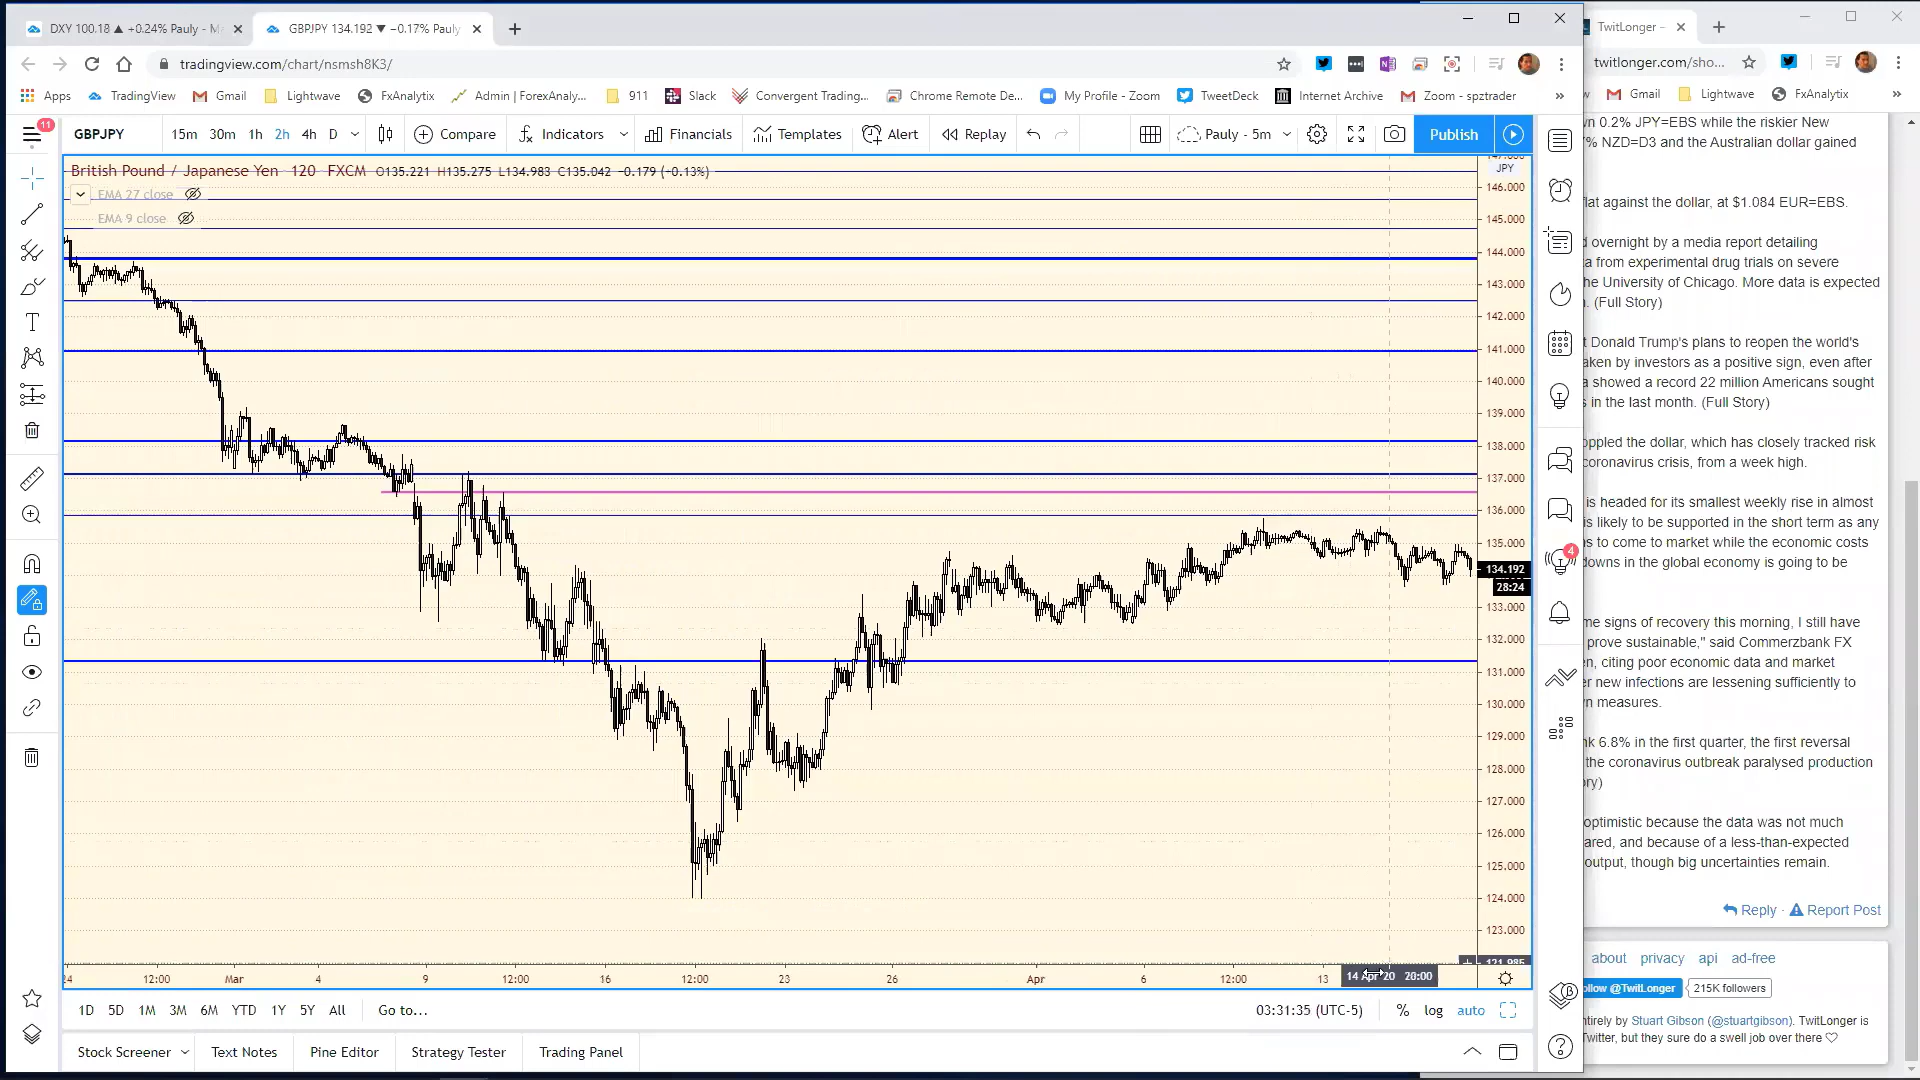 DXY 100.18 ▲ +0.24% Pauly - M
GBPJPY 134.192 ▼ −0.17% Pauly
TwitLonger –
tradingview.com/chart/nsmsh8K3/
twitlonger.com/sho...
Apps TradingView Gmail Lightwave FxAnalytix Admin | ForexAnaly... 911 Slack Convergent Trading... Chrome Remote De... My Profile - Zoom TweetDeck Internet Archive Zoom - spztrader »
Gmail Lightwave FxAnalytix »
11
GBPJPY 15m 30m 1h 2h 4h D Compare Indicators Financials Templates Alert Replay Pauly - 5m Publish
British Pound / Japanese Yen 120 FXCM O135.221 H135.275 L134.983 C135.042 −0.179 (−0.13%)
EMA 27 close
EMA 9 close
JPY
146.000
145.000
144.000
143.000
142.000
141.000
140.000
139.000
138.000
137.000
136.000
135.000
134.192
28:24
133.000
132.000
131.000
130.000
129.000
128.000
127.000
126.000
125.000
124.000
123.000
121.985
24 12:00 Mar 4 9 12:00 16 12:00 23 26 Apr 6 12:00 13 14 Apr 20 20:00
1D 5D 1M 3M 6M YTD 1Y 5Y All Go to... 03:31:35 (UTC-5) % log auto
Stock Screener Text Notes Pine Editor Strategy Tester Trading Panel
4
wn 0.2% JPY=EBS while the riskier New
7% NZD=D3 and the Australian dollar gained
lat against the dollar, at $1.084 EUR=EBS.
d overnight by a media report detailing
a from experimental drug trials on severe
he University of Chicago. More data is expected
. (Full Story)
t Donald Trump's plans to reopen the world's
aken by investors as a positive sign, even after
a showed a record 22 million Americans sought
s in the last month. (Full Story)
oppled the dollar, which has closely tracked risk
coronavirus crisis, from a week high.
is headed for its smallest weekly rise in almost
is likely to be supported in the short term as any
ns to come to market while the economic costs
downs in the global economy is going to be
me signs of recovery this morning, I still have
prove sustainable," said Commerzbank FX
n, citing poor economic data and market
r new infections are lessening sufficiently to
n measures.
nk 6.8% in the first quarter, the first reversal
the coronavirus outbreak paralysed production
ry)
optimistic because the data was not much
ared, and because of a less-than-expected
output, though big uncertainties remain.
Reply · Report Post
about privacy api ad-free
ollow @TwitLonger 215K followers
ntirely by Stuart Gibson (@stuartgibson). TwitLonger is
Twitter, but they sure do a swell job over there ♡